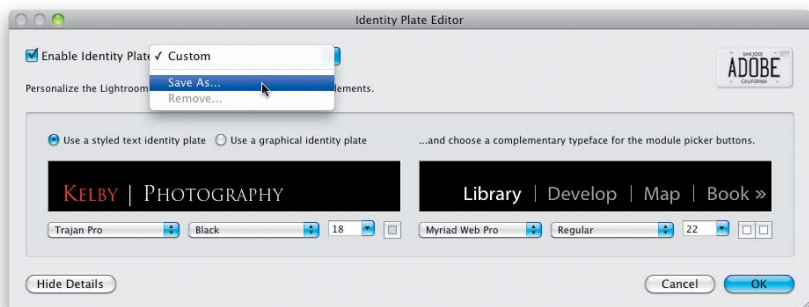 Identity Plate Editor
Enable Identity Plate
✓ Custom
Save As...
Remove...
Personalize the Lightroom
lements.
SAN JOSE
ADOBE
CALIFORNIA
Use a styled text identity plate
Use a graphical identity plate
...and choose a complementary typeface for the module picker buttons.
KELBY | PHOTOGRAPHY
Library | Develop | Map | Book »
Trajan Pro
Black
18
Myriad Web Pro
Regular
22
Hide Details
Cancel
OK